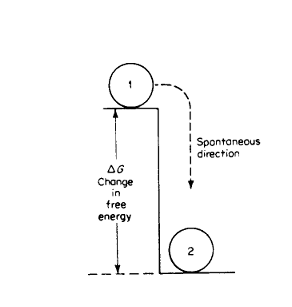 1
Spontaneous
direction
ΔG
Change
in
free
energy
2